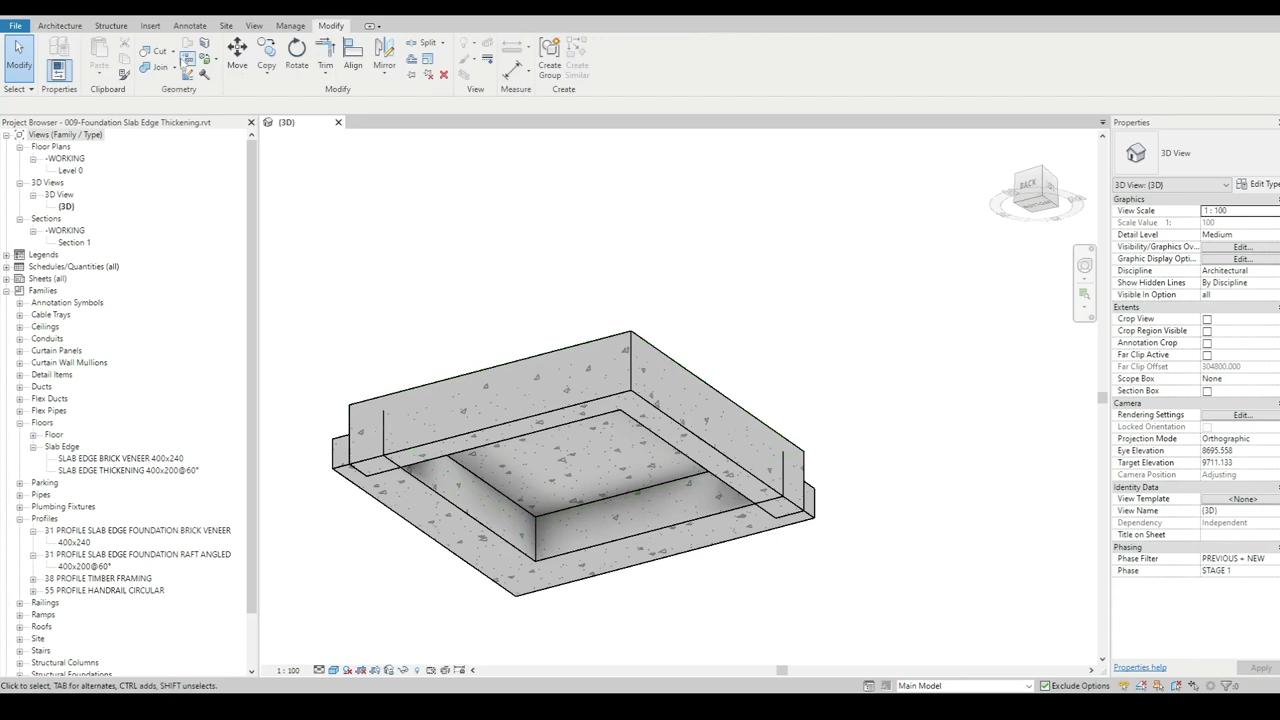 File Architecture Structure Insert Annotate Site View Manage Modify
Cut Split
Modify Paste Join Move Copy Rotate Trim Align Mirror Create Group Create Similar
Select Properties Clipboard Geometry Modify View Measure Create
Project Browser - 009-Foundation Slab Edge Thickening.rvt
Views (Family / Type)
Floor Plans
-WORKING
Level 0
3D Views
3D View
{3D}
Sections
-WORKING
Section 1
Legends
Schedules/Quantities (all)
Sheets (all)
Families
Annotation Symbols
Cable Trays
Ceilings
Conduits
Curtain Panels
Curtain Wall Mullions
Detail Items
Ducts
Flex Ducts
Flex Pipes
Floors
Floor
Slab Edge
SLAB EDGE BRICK VENEER 400x240
SLAB EDGE THICKENING 400x200@60°
Parking
Pipes
Plumbing Fixtures
Profiles
31 PROFILE SLAB EDGE FOUNDATION BRICK VENEER
400x240
31 PROFILE SLAB EDGE FOUNDATION RAFT ANGLED
400x200@60°
38 PROFILE TIMBER FRAMING
55 PROFILE HANDRAIL CIRCULAR
Railings
Ramps
Roofs
Site
Stairs
Structural Columns
Structural Foundations
{3D}
BACK
BOTTOM
1 : 100
Properties
3D View
3D View: {3D} Edit Type
Graphics
View Scale 1 : 100
Scale Value 1: 100
Detail Level Medium
Visibility/Graphics Ov... Edit...
Graphic Display Opti... Edit...
Discipline Architectural
Show Hidden Lines By Discipline
Visible In Option all
Extents
Crop View
Crop Region Visible
Annotation Crop
Far Clip Active
Far Clip Offset 304800.000
Scope Box None
Section Box
Camera
Rendering Settings Edit...
Locked Orientation
Projection Mode Orthographic
Eye Elevation 8695.558
Target Elevation 9711.133
Camera Position Adjusting
Identity Data
View Template <None>
View Name {3D}
Dependency Independent
Title on Sheet
Phasing
Phase Filter PREVIOUS + NEW
Phase STAGE 1
Properties help Apply
Click to select, TAB for alternates, CTRL adds, SHIFT unselects. Main Model Exclude Options :0